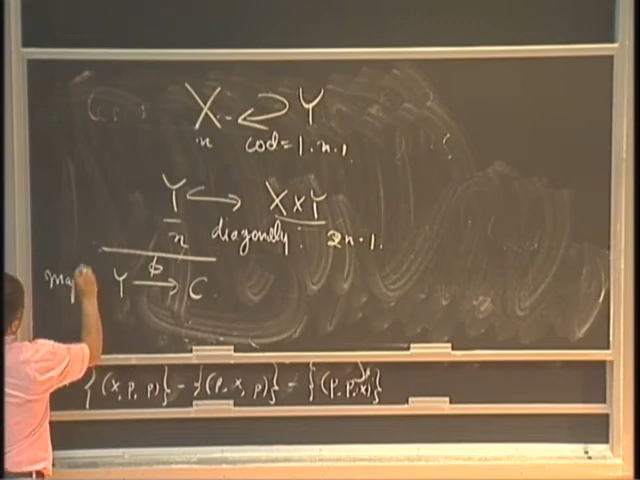 X ↩ Y
n cod = 1. n-1.
Y ↪ X × Y
n diagonally: 2n-1.
Map Y →ϕ C
{(x, p, p)} - {(p, x, p)} - {(p, p, x)}